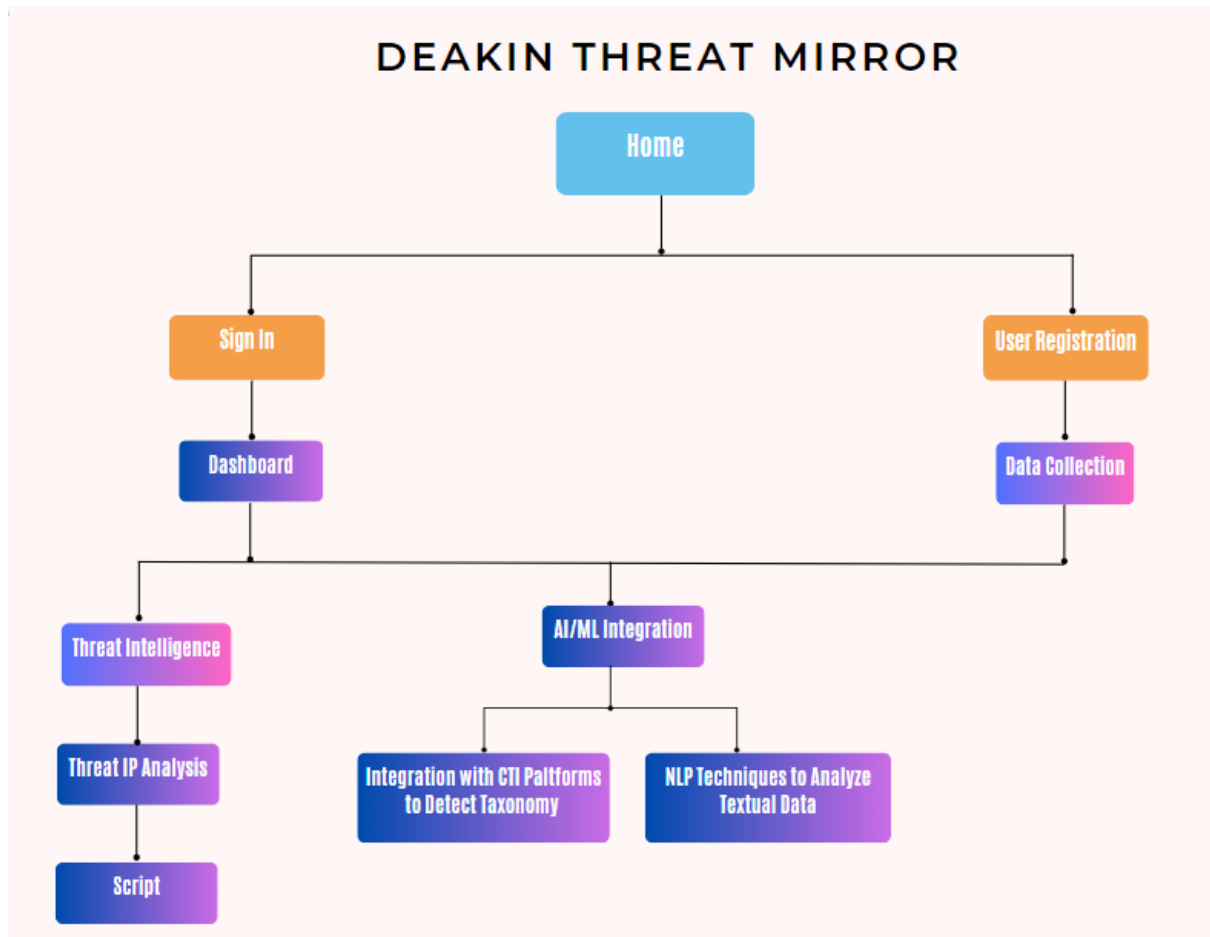 DEAKIN THREAT MIRROR
Home
Sign In
User Registration
Dashboard
Data Collection
Threat Intelligence
AI/ML Integration
Threat IP Analysis
Integration with CTI Paltforms
to Detect Taxonomy
NLP Techniques to Analyze
Textual Data
Script